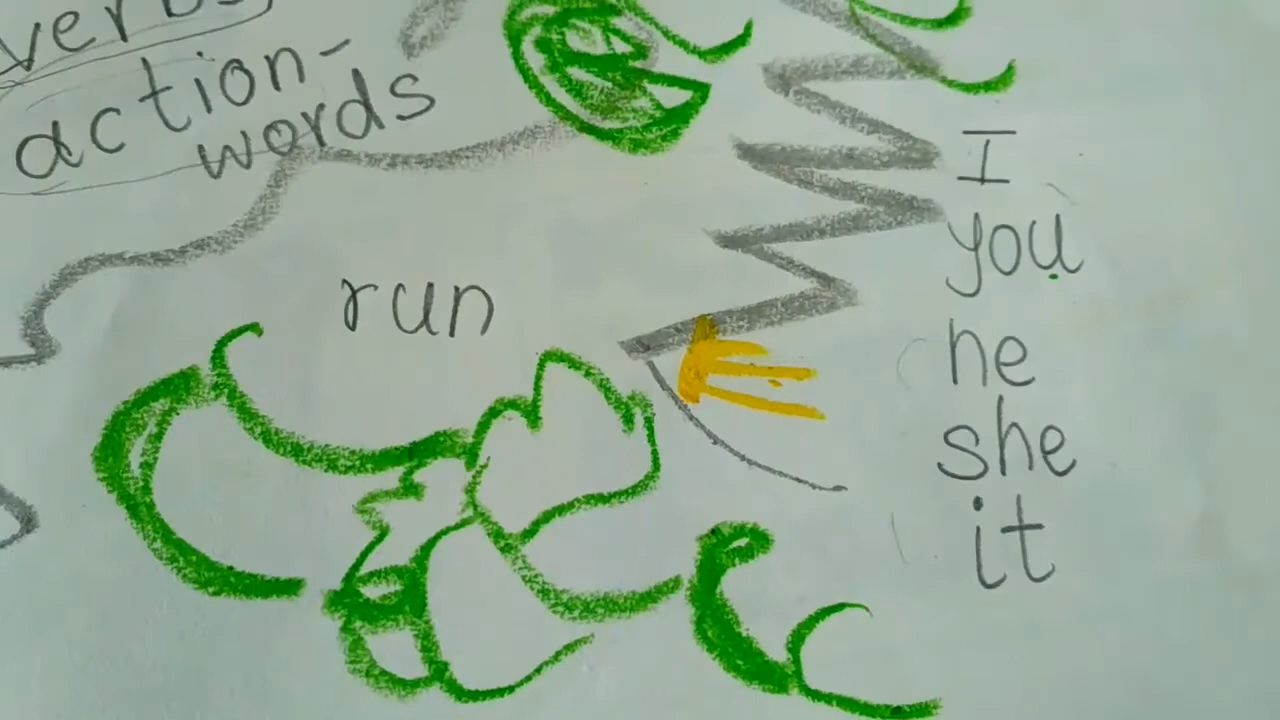 verbs
action-
words
run
I
you
he
she
it